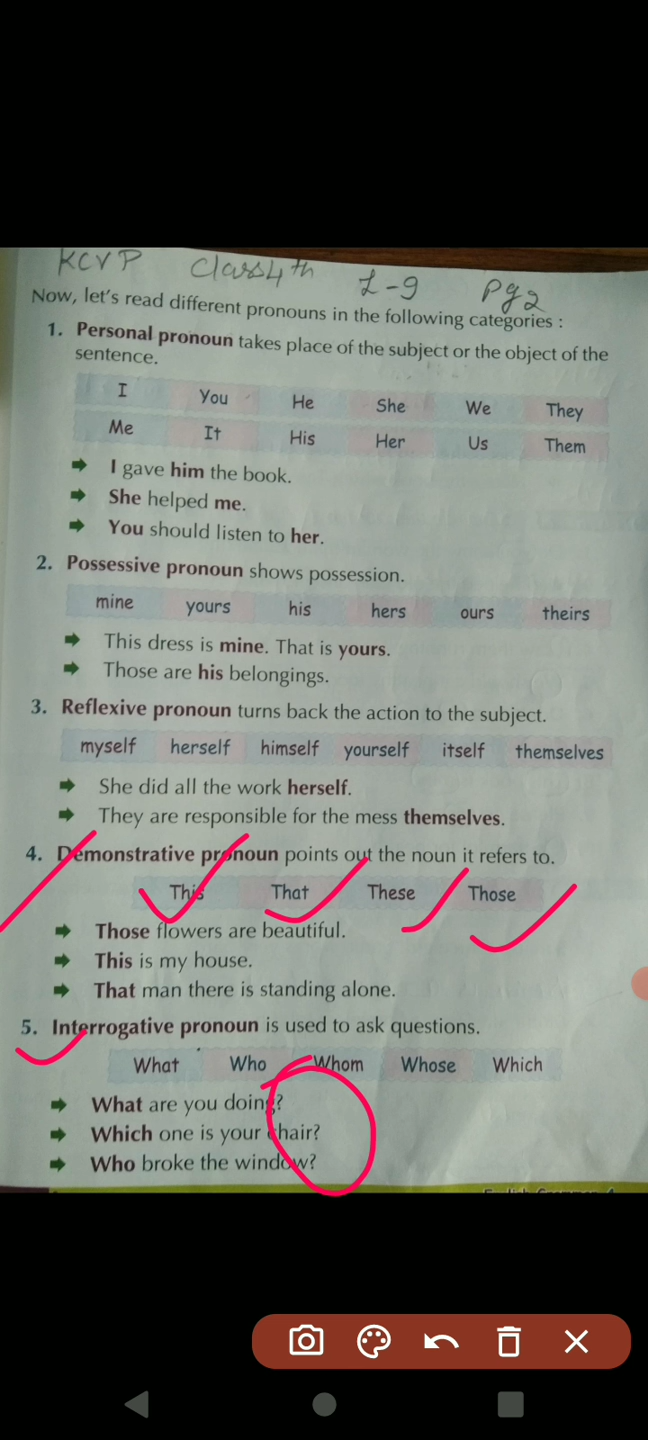 KCVP Class 4th L-9 Pg 2
Now, let's read different pronouns in the following categories :
1. Personal pronoun takes place of the subject or the object of the
sentence.
I You He She We They
Me It His Her Us Them
I gave him the book.
She helped me.
You should listen to her.
2. Possessive pronoun shows possession.
mine yours his hers ours theirs
This dress is mine. That is yours.
Those are his belongings.
3. Reflexive pronoun turns back the action to the subject.
myself herself himself yourself itself themselves
She did all the work herself.
They are responsible for the mess themselves.
4. Demonstrative pronoun points out the noun it refers to.
This That These Those
Those flowers are beautiful.
This is my house.
That man there is standing alone.
5. Interrogative pronoun is used to ask questions.
What Who Whom Whose Which
What are you doing?
Which one is your chair?
Who broke the window?